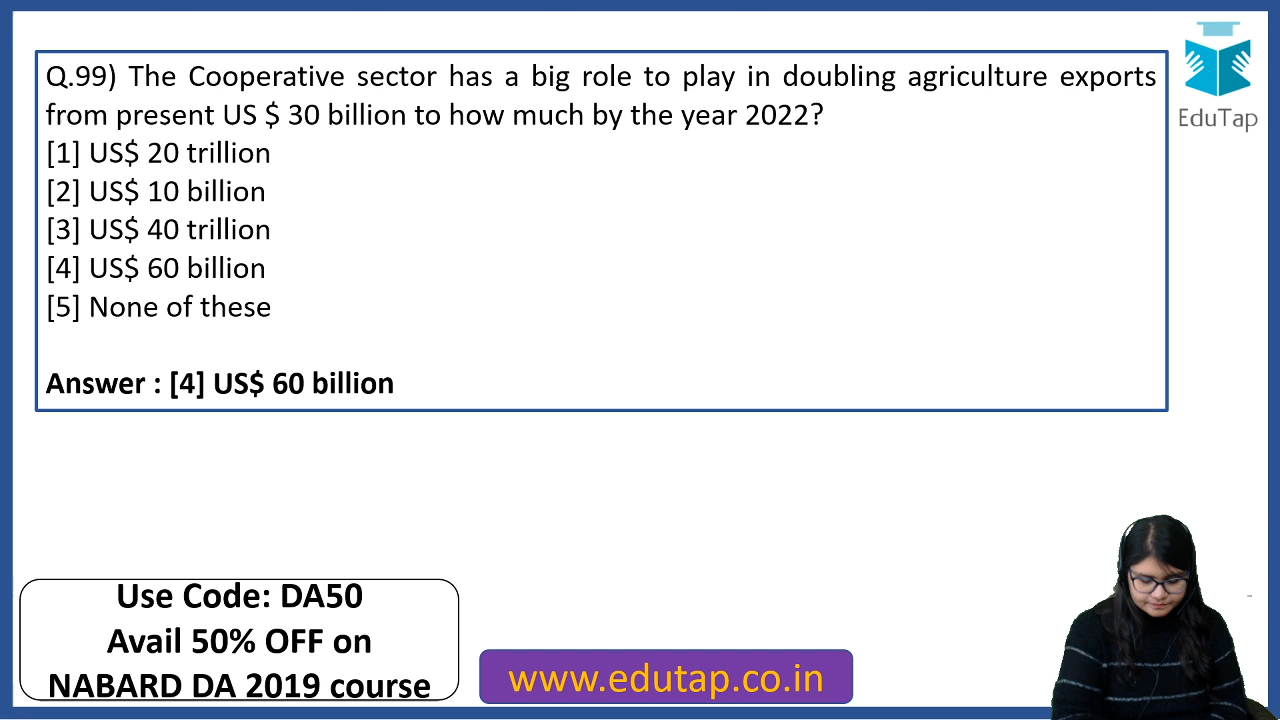 Q.99) The Cooperative sector has a big role to play in doubling agriculture exports
from present US $ 30 billion to how much by the year 2022?
[1] US$ 20 trillion
[2] US$ 10 billion
[3] US$ 40 trillion
[4] US$ 60 billion
[5] None of these
Answer : [4] US$ 60 billion
EduTap
Use Code: DA50
Avail 50% OFF on
NABARD DA 2019 course
www.edutap.co.in